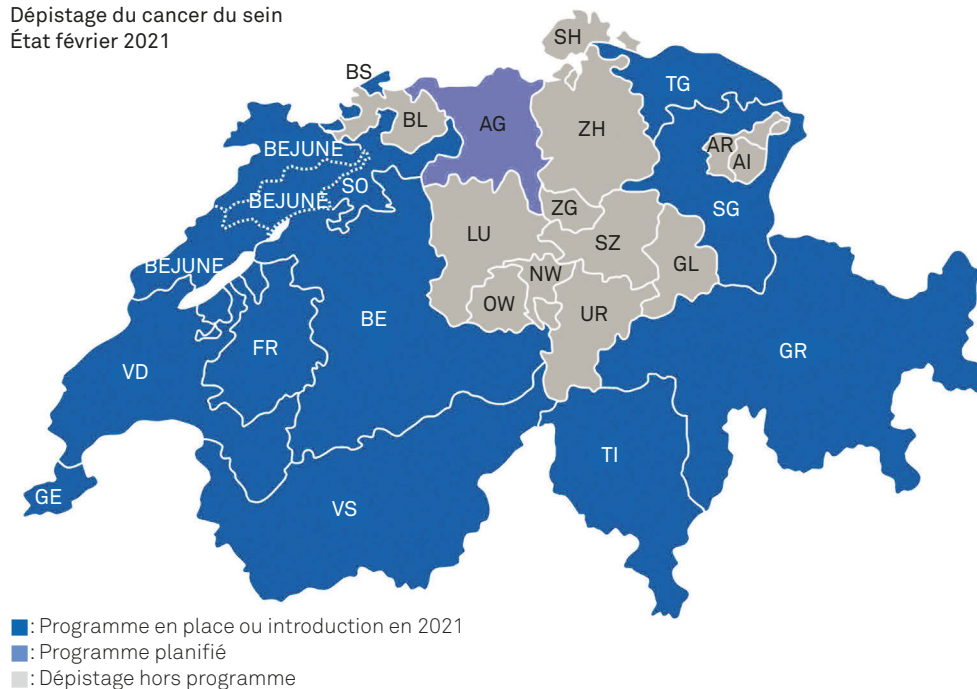 Dépistage du cancer du sein
État février 2021
SH
BS
TG
BL
AG
ZH
BEJUNE
AR
AI
SO
BEJUNE
ZG
SG
LU
SZ
BEJUNE
NW
GL
OW
UR
BE
FR
GR
VD
TI
GE
VS
: Programme en place ou introduction en 2021
: Programme planifié
: Dépistage hors programme